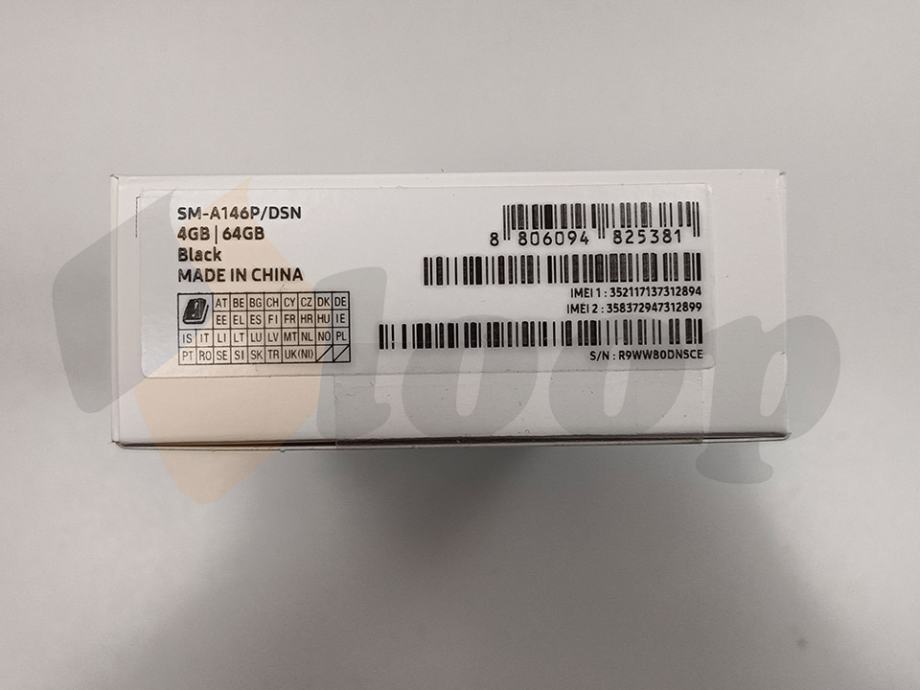 SM-A146P/DSN
4GB | 64GB
Black
MADE IN CHINA
AT BE BG CH CY CZ DK DE
EE EL ES FI FR HR HU IE
IS IT LI LT LU LV MT NL NO PL
PT RO SE SI SK TR UK(NI)
8 806094 825381
IMEI 1 : 352117137312894
IMEI 2 : 358372947312899
S/N : R9WW80DNSCE
loop